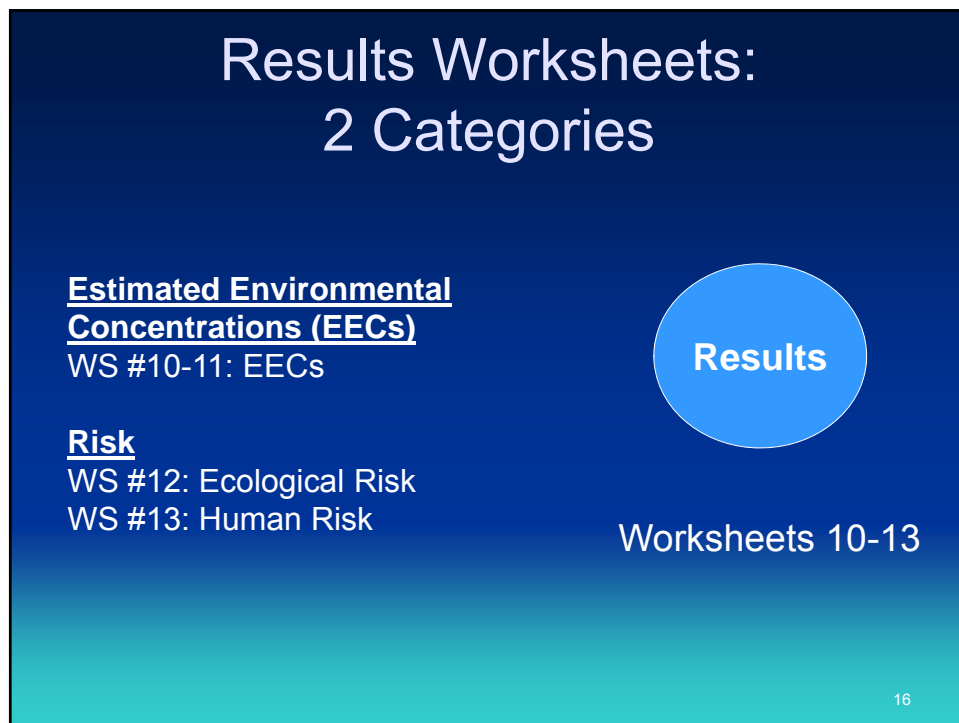 Results Worksheets:
2 Categories
Estimated Environmental
Concentrations (EECs)
WS #10-11: EECs
Risk
WS #12: Ecological Risk
WS #13: Human Risk
Results
Worksheets 10-13
16